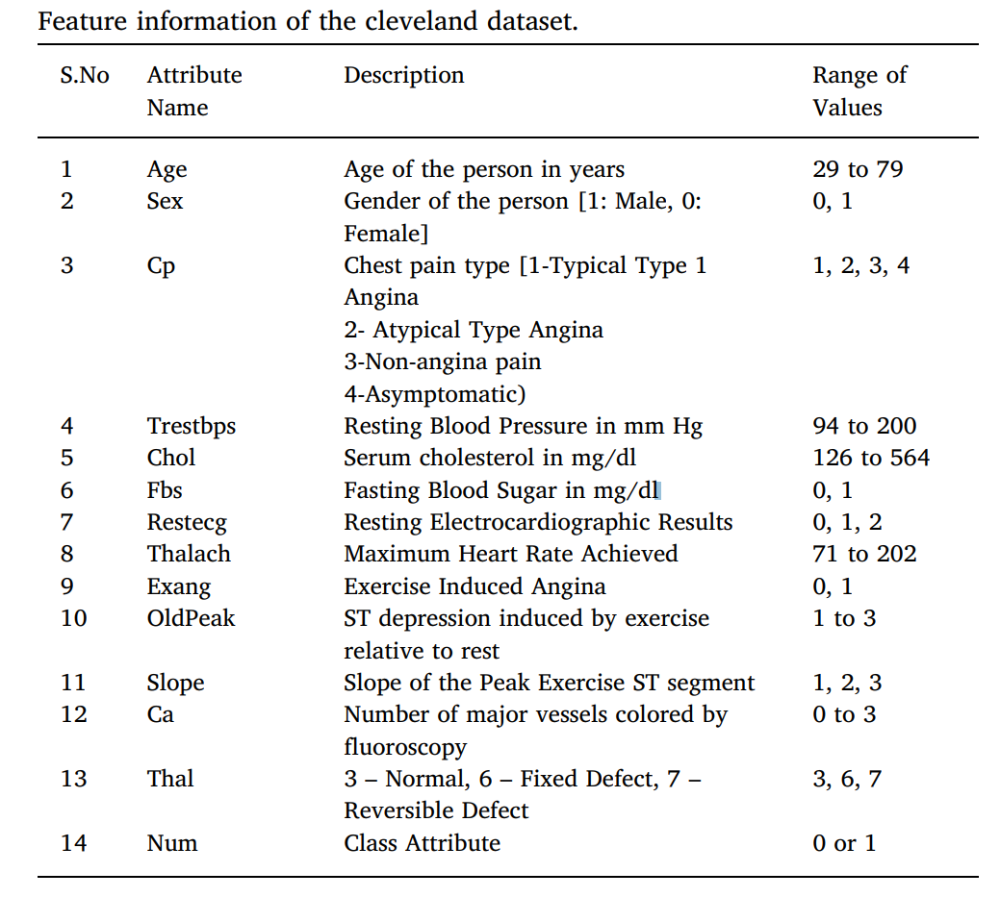 Feature information of the cleveland dataset.
S.No Attribute Name Description Range of Values
1 Age Age of the person in years 29 to 79
2 Sex Gender of the person [1: Male, 0: 0, 1
Female]
3 Cp Chest pain type [1-Typical Type 1 1, 2, 3, 4
Angina
2- Atypical Type Angina
3-Non-angina pain
4-Asymptomatic)
4 Trestbps Resting Blood Pressure in mm Hg 94 to 200
5 Chol Serum cholesterol in mg/dl 126 to 564
6 Fbs Fasting Blood Sugar in mg/dl 0, 1
7 Restecg Resting Electrocardiographic Results 0, 1, 2
8 Thalach Maximum Heart Rate Achieved 71 to 202
9 Exang Exercise Induced Angina 0, 1
10 OldPeak ST depression induced by exercise 1 to 3
relative to rest
11 Slope Slope of the Peak Exercise ST segment 1, 2, 3
12 Ca Number of major vessels colored by 0 to 3
fluoroscopy
13 Thal 3 – Normal, 6 – Fixed Defect, 7 – 3, 6, 7
Reversible Defect
14 Num Class Attribute 0 or 1